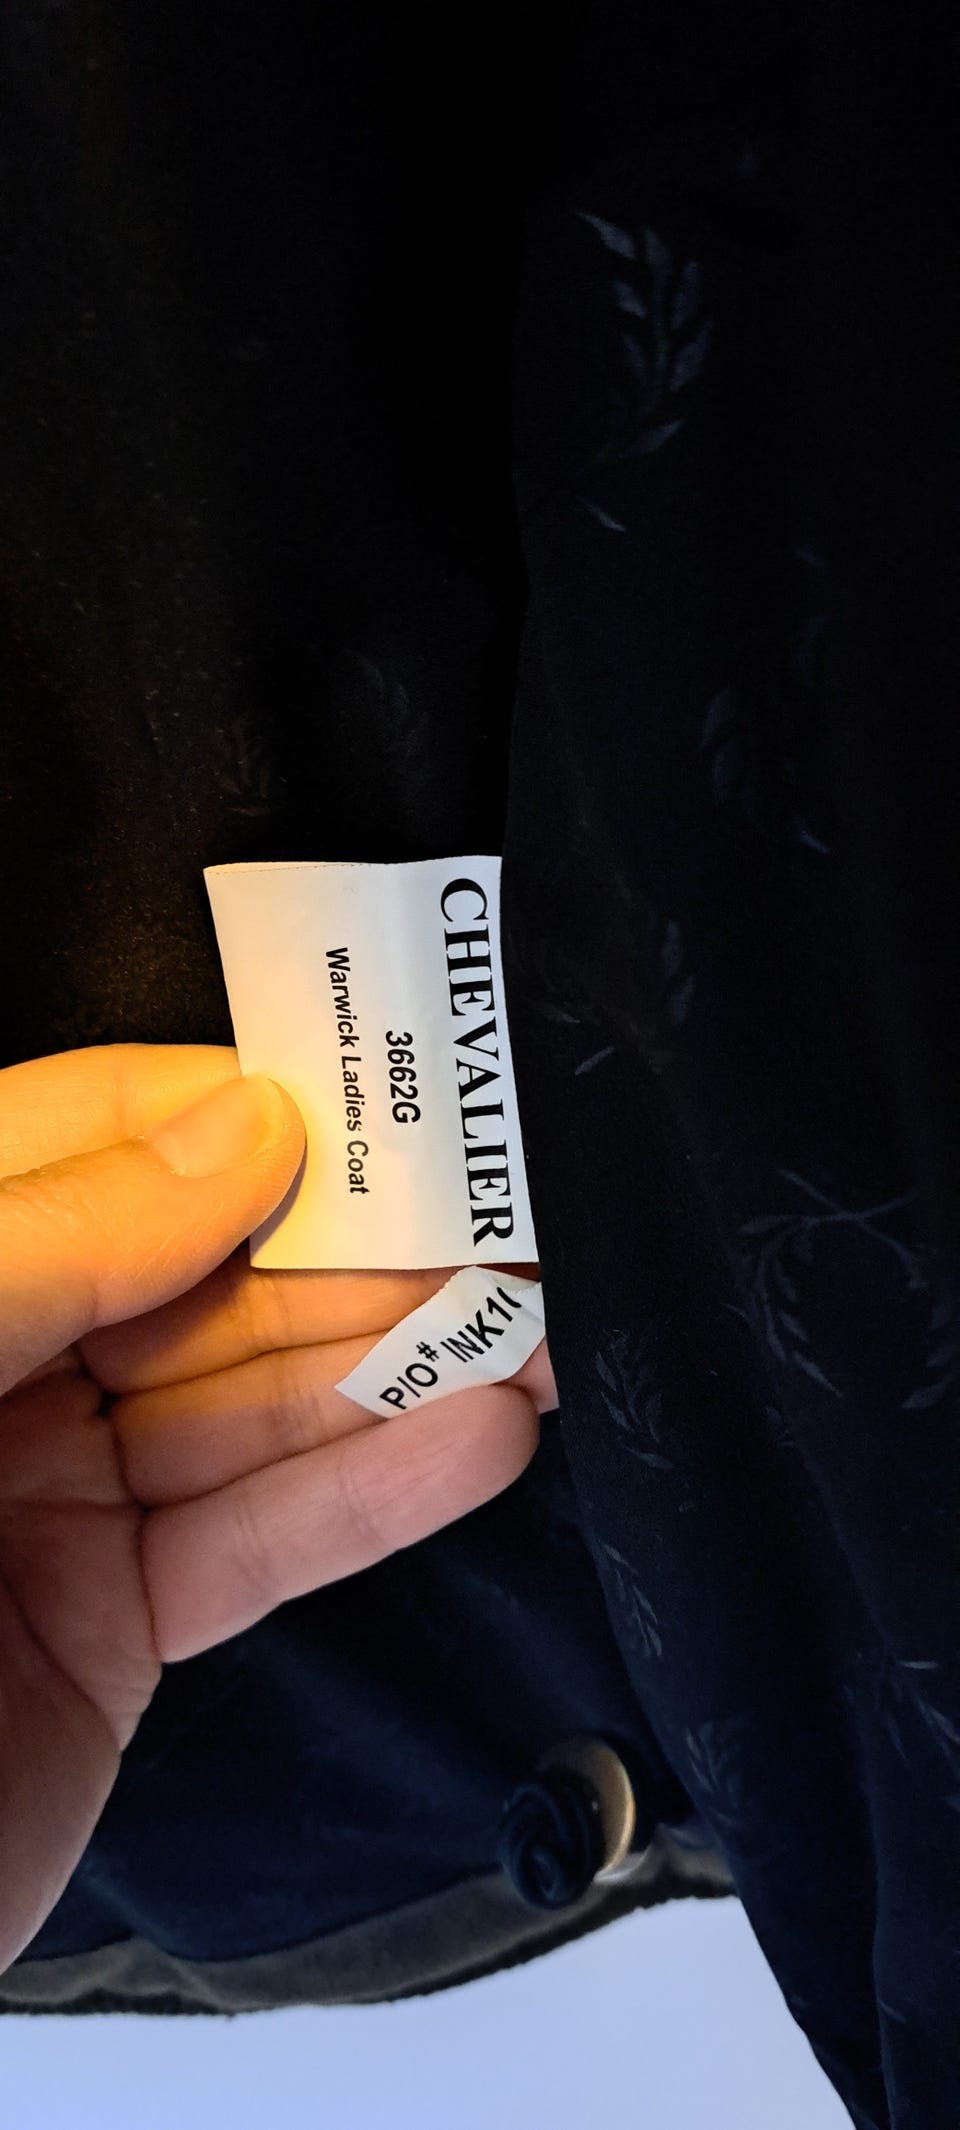 CHEVALIER
3662G
Warwick Ladies Coat
P/O# INK1